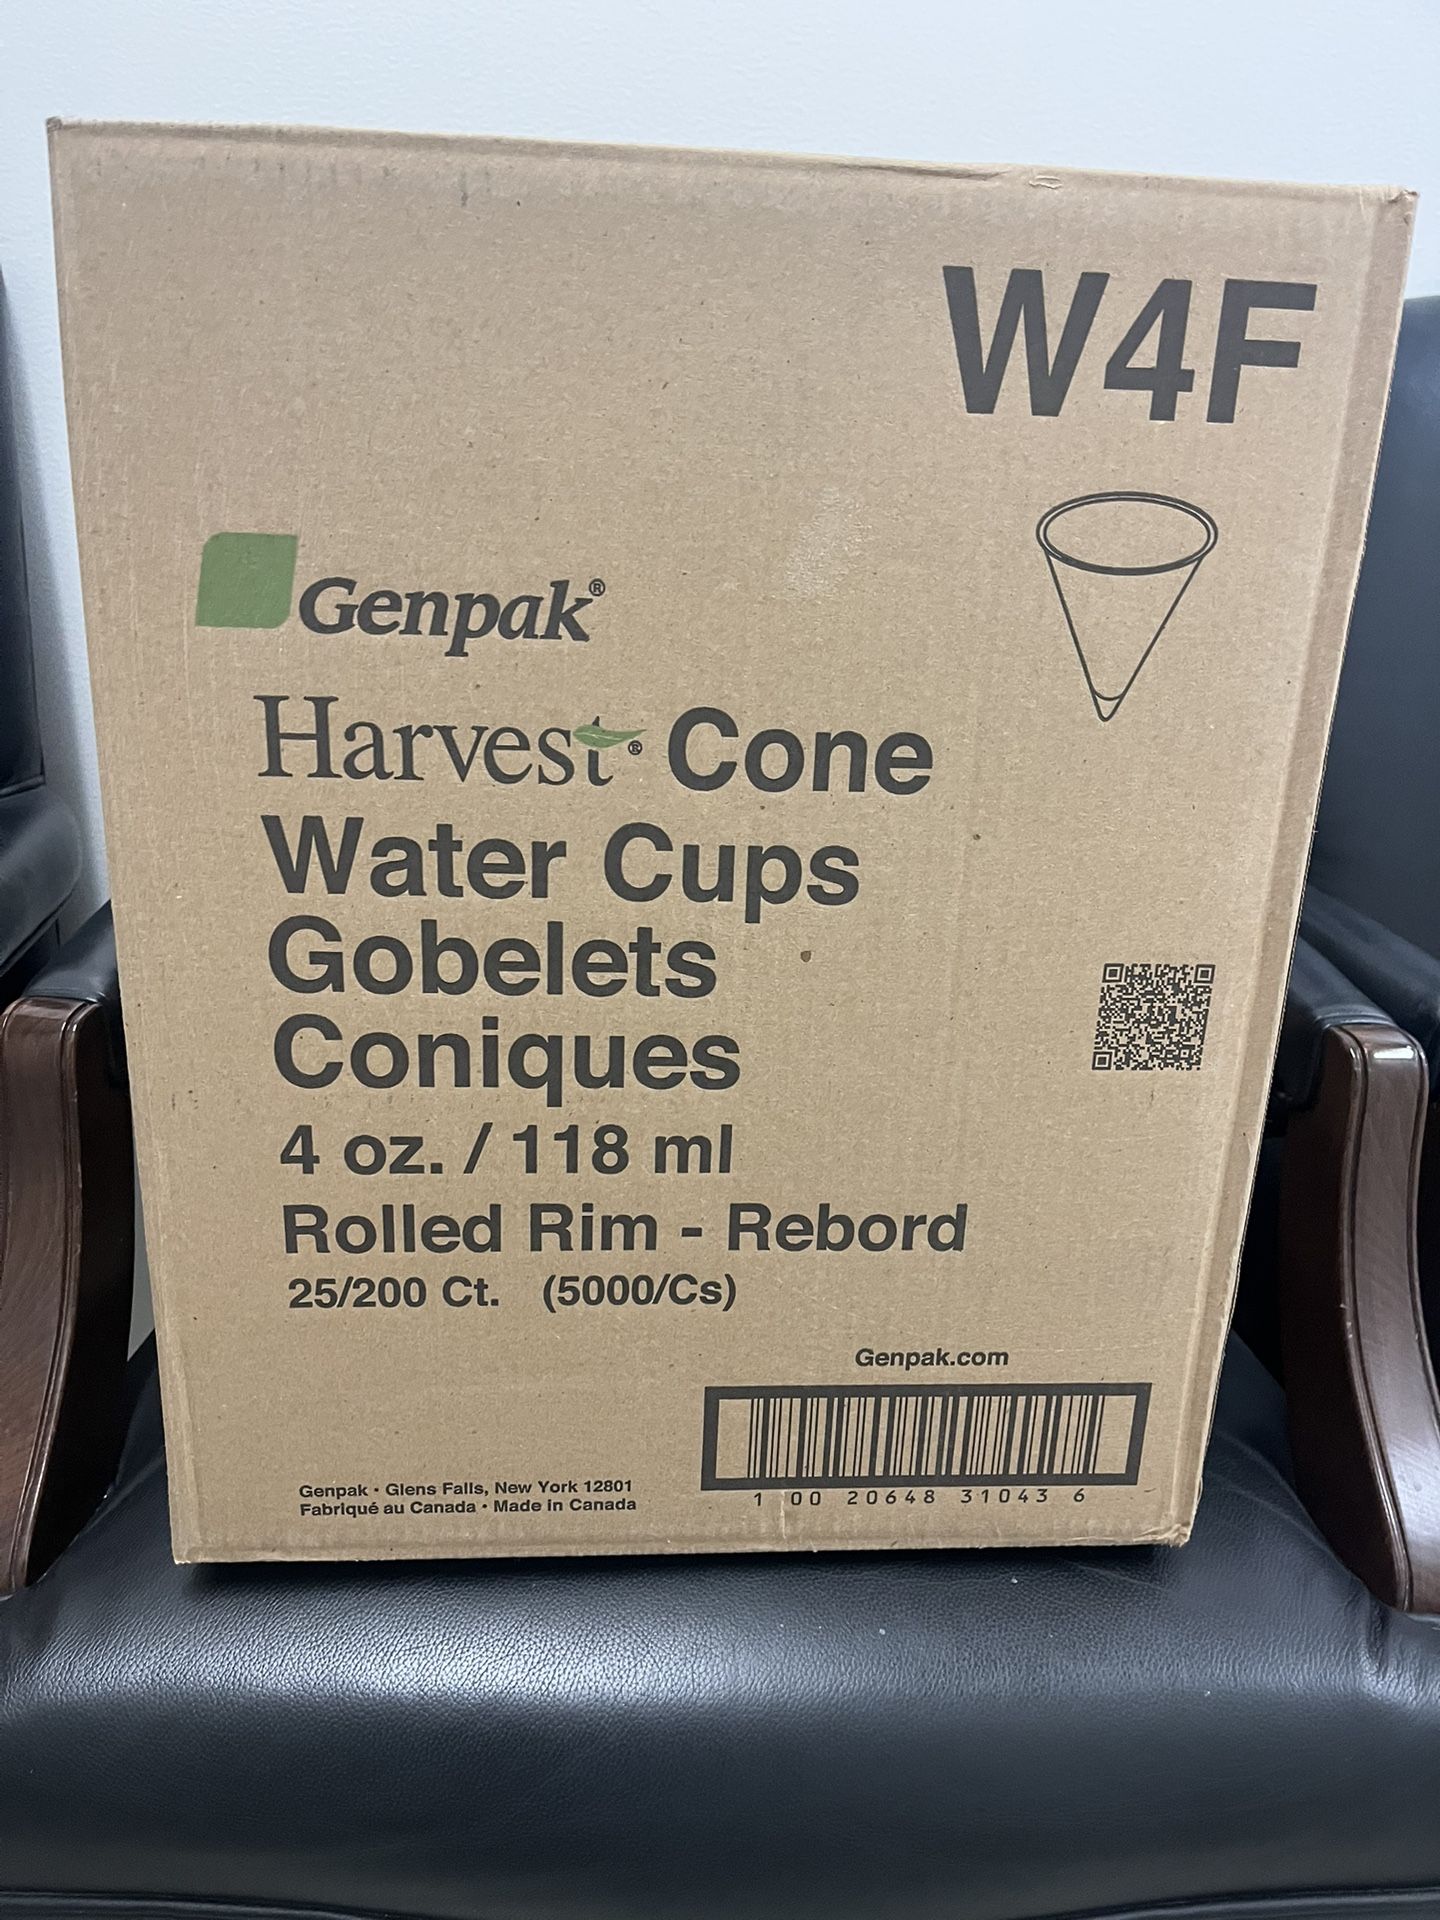 W4F
Genpak®
Harvest® Cone
Water Cups
Gobelets
Coniques
4 oz. / 118 ml
Rolled Rim - Rebord
25/200 Ct. (5000/Cs)
Genpak.com
1 00 20648 31043 6
Genpak • Glens Falls, New York 12801
Fabriqué au Canada • Made in Canada